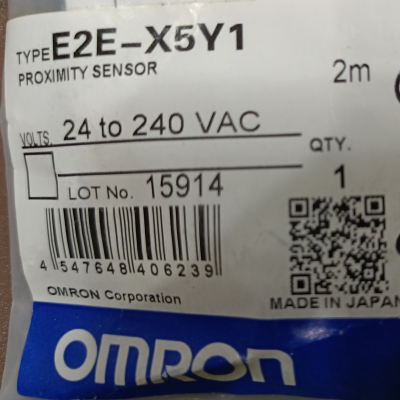 TYPE E2E-X5Y1
PROXIMITY SENSOR
2m
VOLTS. 24 to 240 VAC
QTY.
LOT No. 15914
1
4 547648 406239
OMRON Corporation
MADE IN JAPAN
OMRON